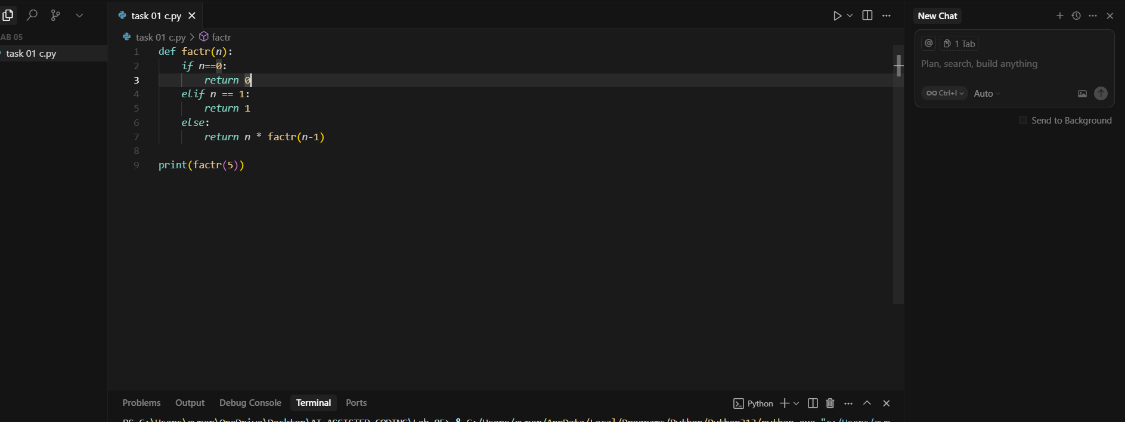 task 01 c.py
New Chat
AB 05
task 01 c.py
task 01 c.py > factr
1 def factr(n):
2 if n==0:
3 return 0
4 elif n == 1:
5 return 1
6 else:
7 return n * factr(n-1)
8
9 print(factr(5))
@ 1 Tab
Plan, search, build anything
Ctrl+I Auto
Send to Background
Problems Output Debug Console Terminal Ports
Python